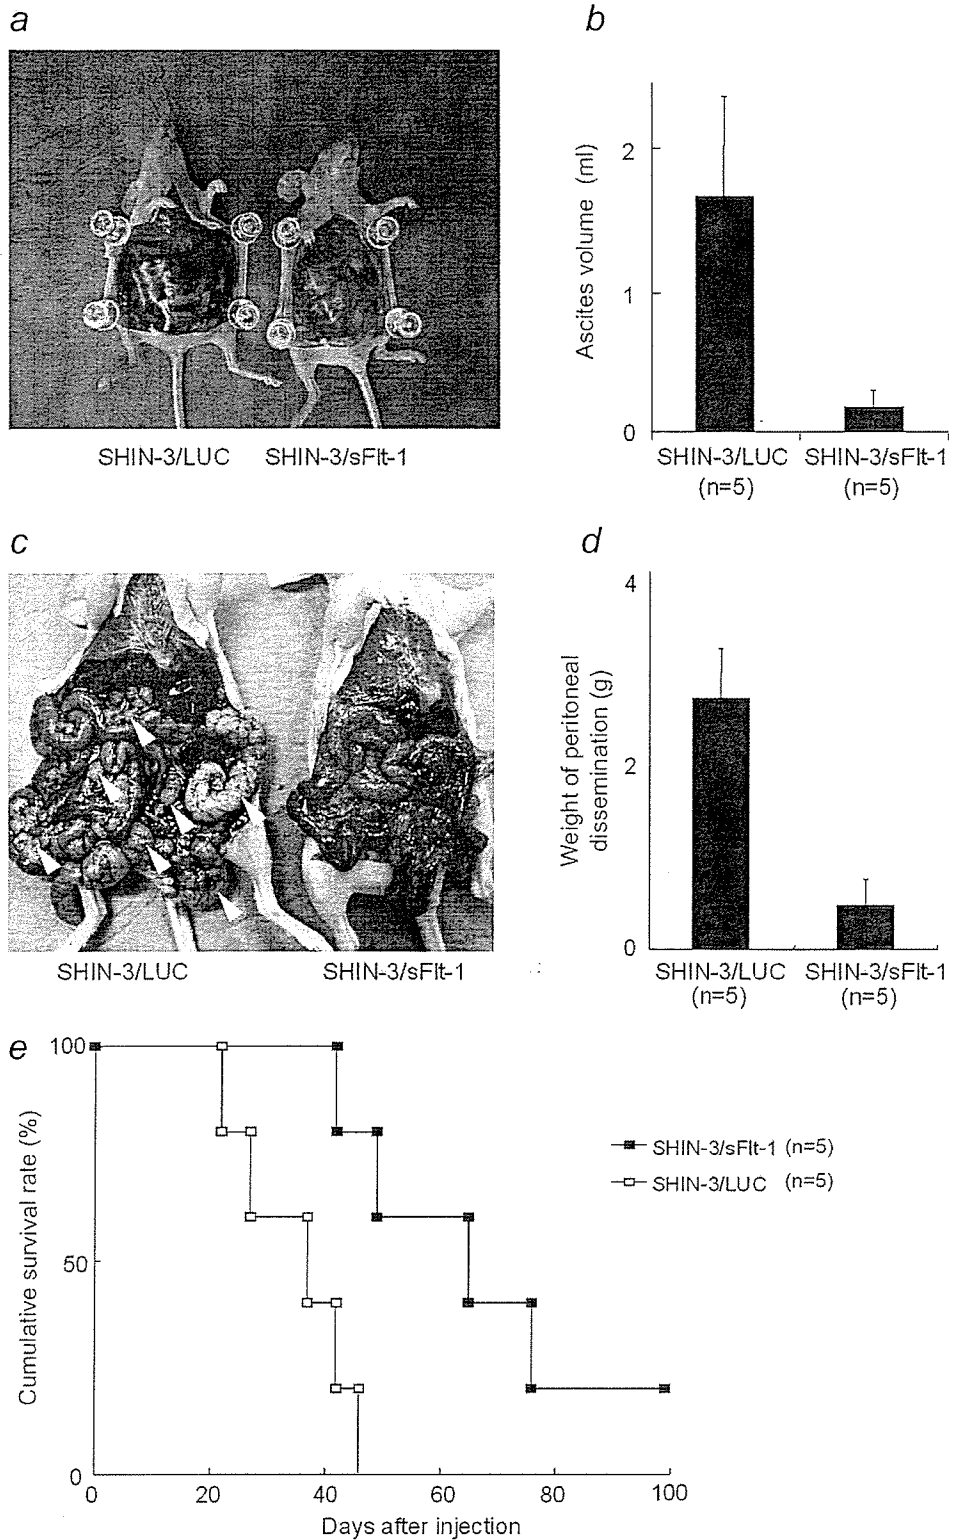 a
SHIN-3/LUC SHIN-3/sFlt-1
b
Ascites volume (ml)
2
1
0
SHIN-3/LUC SHIN-3/sFlt-1
(n=5) (n=5)
c
SHIN-3/LUC SHIN-3/sFlt-1
d
Weight of peritoneal
dissemination (g)
4
2
0
SHIN-3/LUC SHIN-3/sFlt-1
(n=5) (n=5)
e
Cumulative survival rate (%)
100
50
0
0 20 40 60 80 100
Days after injection
SHIN-3/sFlt-1 (n=5)
SHIN-3/LUC (n=5)